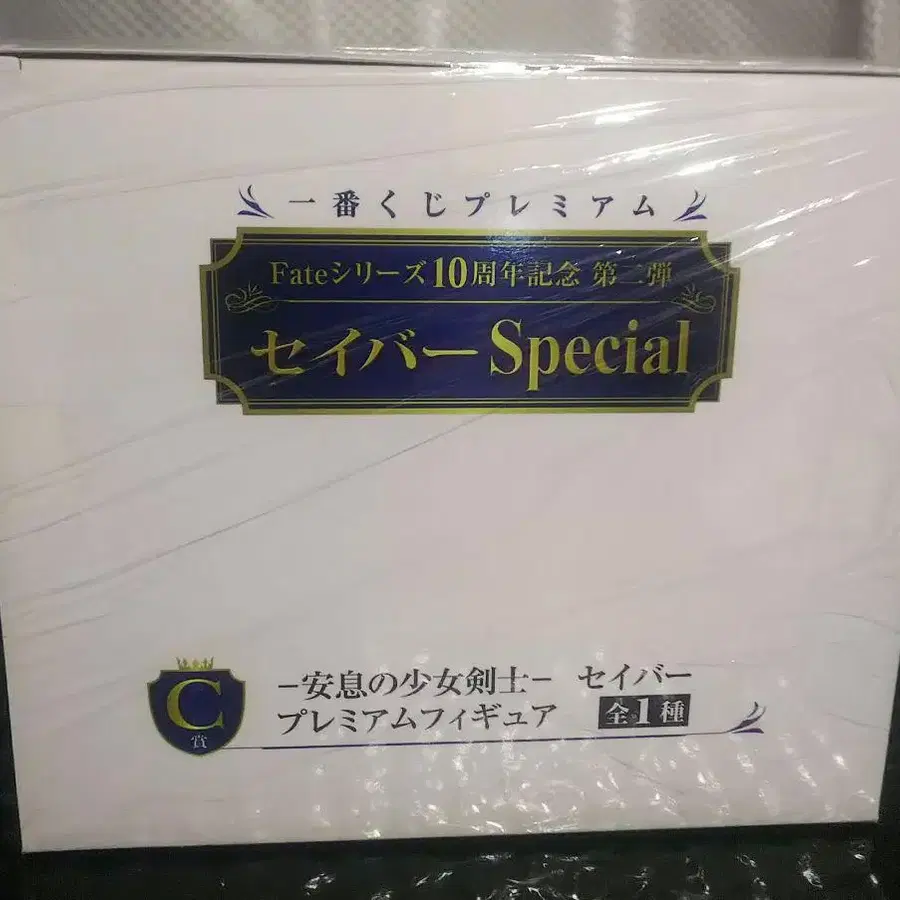 一番くじプレミアム
Fateシリーズ10周年記念 第二弾
セイバーSpecial
C
賞
−安息の少女剣士− セイバー
プレミアムフィギュア 全1種